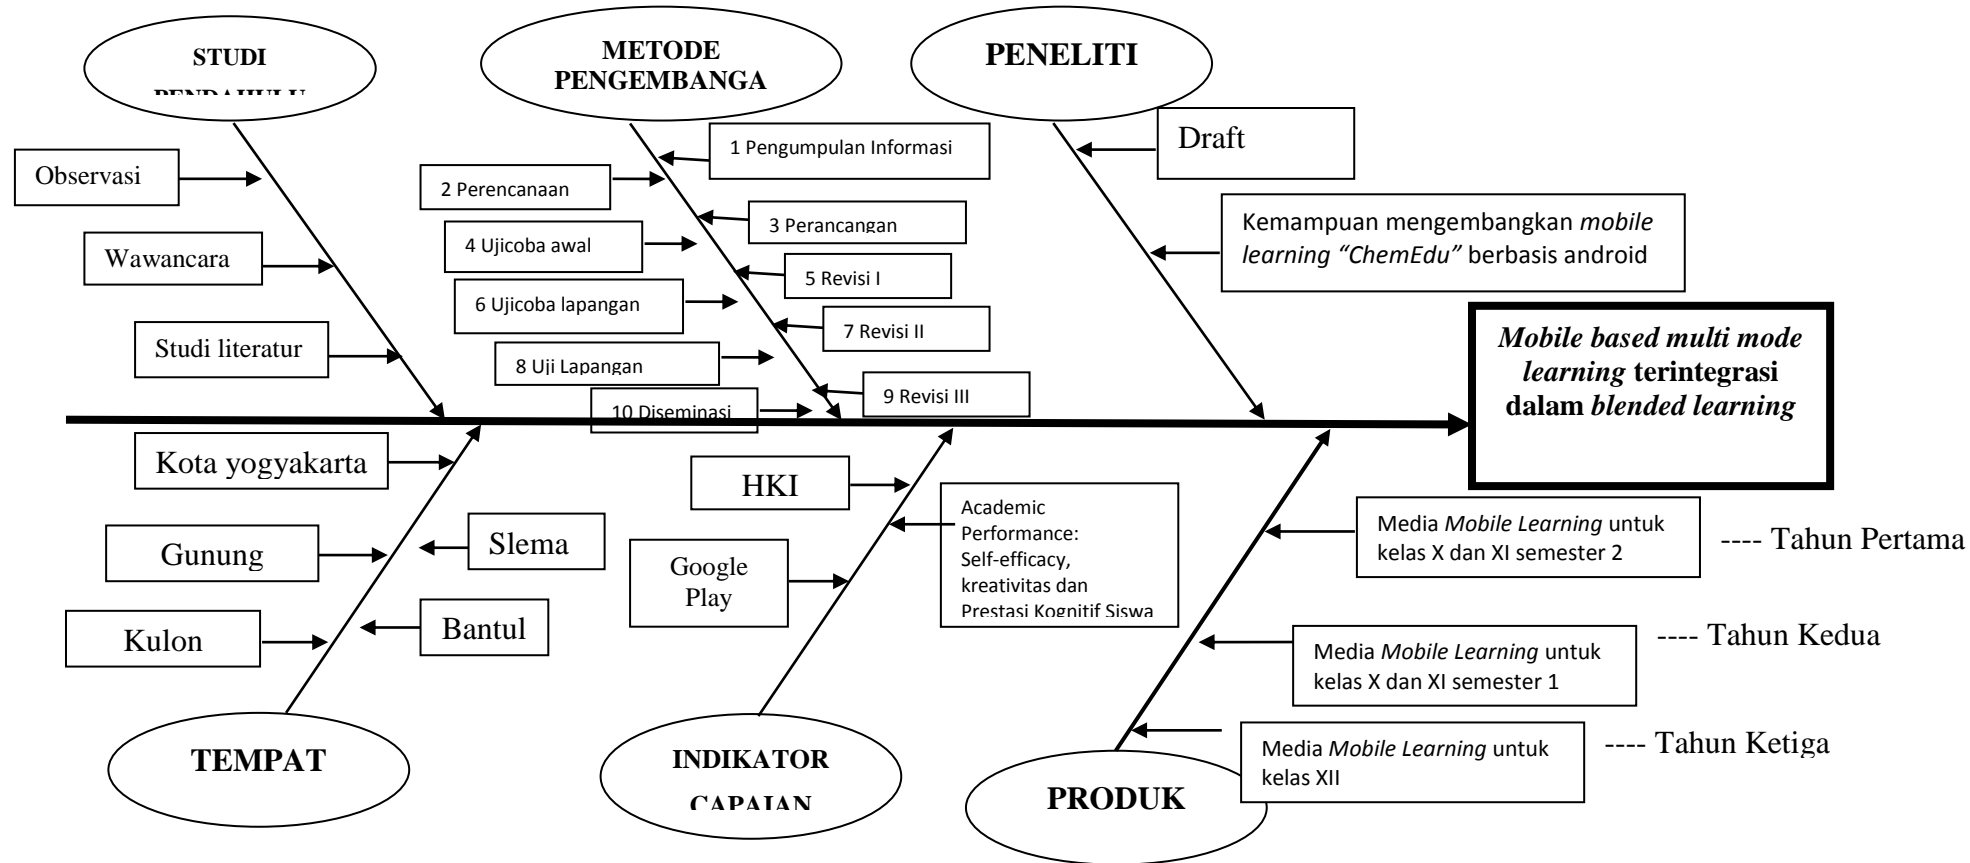 STUDI
PENDAHULU
METODE
PENGEMBANGA
PENELITI
Observasi
Wawancara
Studi literatur
1 Pengumpulan Informasi
2 Perencanaan
3 Perancangan
4 Ujicoba awal
5 Revisi I
6 Ujicoba lapangan
7 Revisi II
8 Uji Lapangan
9 Revisi III
10 Diseminasi
Draft
Kemampuan mengembangkan mobile
learning “ChemEdu” berbasis android
Mobile based multi mode
learning terintegrasi
dalam blended learning
Kota yogyakarta
Gunung
Slema
Kulon
Bantul
TEMPAT
HKI
Google
Play
Academic
Performance:
Self-efficacy,
kreativitas dan
Prestasi Kognitif Siswa
INDIKATOR
CAPAIAN
Media Mobile Learning untuk
kelas X dan XI semester 2
---- Tahun Pertama
Media Mobile Learning untuk
kelas X dan XI semester 1
---- Tahun Kedua
Media Mobile Learning untuk
kelas XII
---- Tahun Ketiga
PRODUK